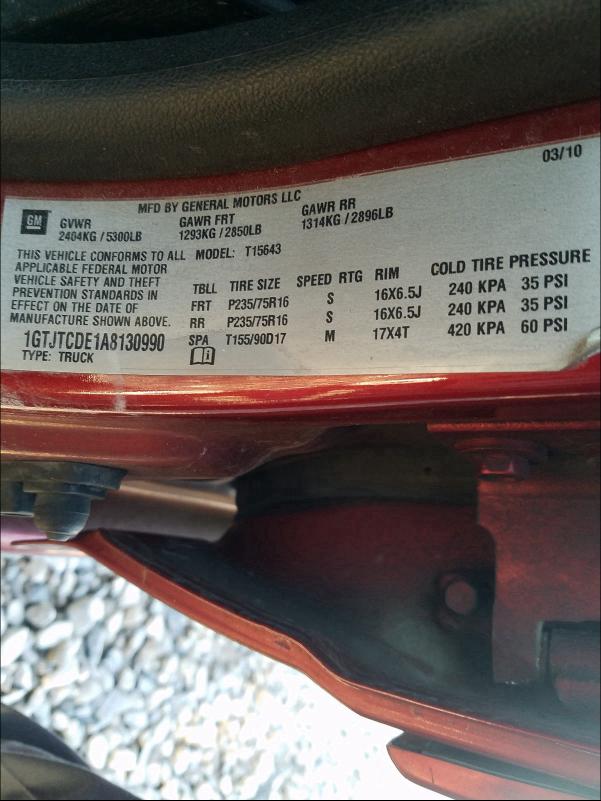 03/10
MFD BY GENERAL MOTORS LLC
GM
GVWR GAWR FRT GAWR RR
2404KG / 5300LB 1293KG / 2850LB 1314KG / 2896LB
THIS VEHICLE CONFORMS TO ALL MODEL: T15643
APPLICABLE FEDERAL MOTOR
VEHICLE SAFETY AND THEFT
PREVENTION STANDARDS IN
EFFECT ON THE DATE OF
MANUFACTURE SHOWN ABOVE.
1GTJTCDE1A8130990
TYPE: TRUCK
TBLL TIRE SIZE SPEED RTG RIM COLD TIRE PRESSURE
FRT P235/75R16 S 16X6.5J 240 KPA 35 PSI
RR P235/75R16 S 16X6.5J 240 KPA 35 PSI
SPA T155/90D17 M 17X4T 420 KPA 60 PSI